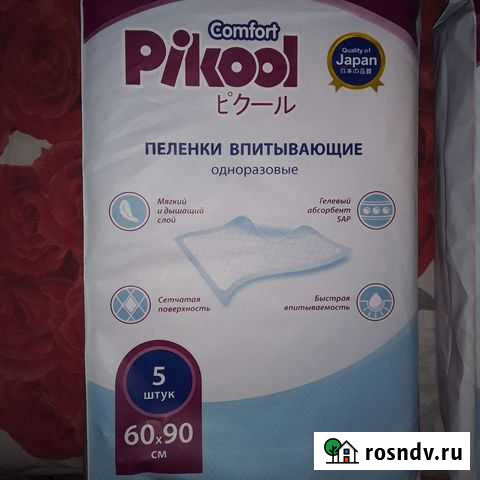 Comfort
Pikool
ピクール
Quality of
Japan
日本の品質
ПЕЛЕНКИ ВПИТЫВАЮЩИЕ
одноразовые
Мягкий
и дышащий
слой
Гелевый
абсорбент
SAP
Сетчатая
поверхность
Быстрая
впитываемость
5
штук
60х90
см
rosndv.ru